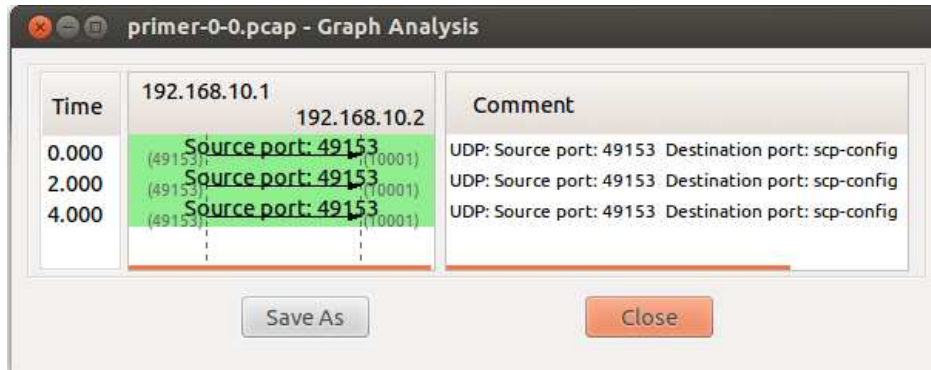 primer-0-0.pcap - Graph Analysis
Time
192.168.10.1
192.168.10.2
Comment
0.000
Source port: 49153
(49153)
(10001)
UDP: Source port: 49153 Destination port: scp-config
2.000
Source port: 49153
(49153)
(10001)
UDP: Source port: 49153 Destination port: scp-config
4.000
Source port: 49153
(49153)
(10001)
UDP: Source port: 49153 Destination port: scp-config
Save As
Close